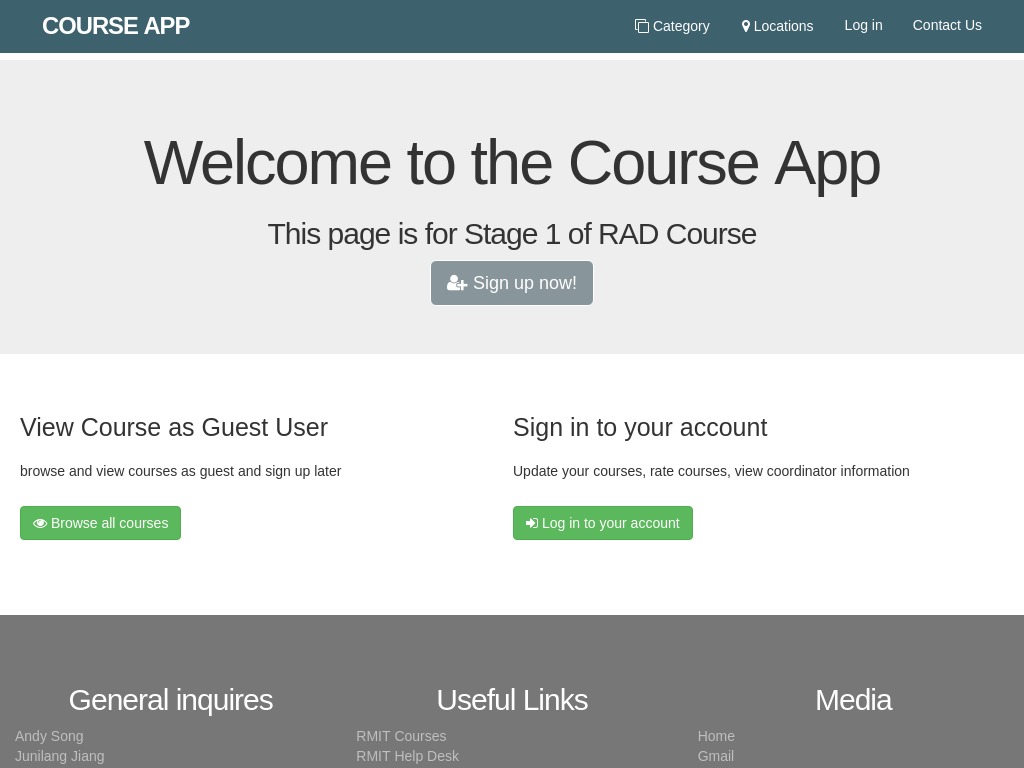 COURSE APP
Category
Locations
Log in
Contact Us
Welcome to the Course App
This page is for Stage 1 of RAD Course
Sign up now!
View Course as Guest User
browse and view courses as guest and sign up later
Browse all courses
Sign in to your account
Update your courses, rate courses, view coordinator information
Log in to your account
General inquires
Andy Song
Junilang Jiang
Useful Links
RMIT Courses
RMIT Help Desk
Media
Home
Gmail